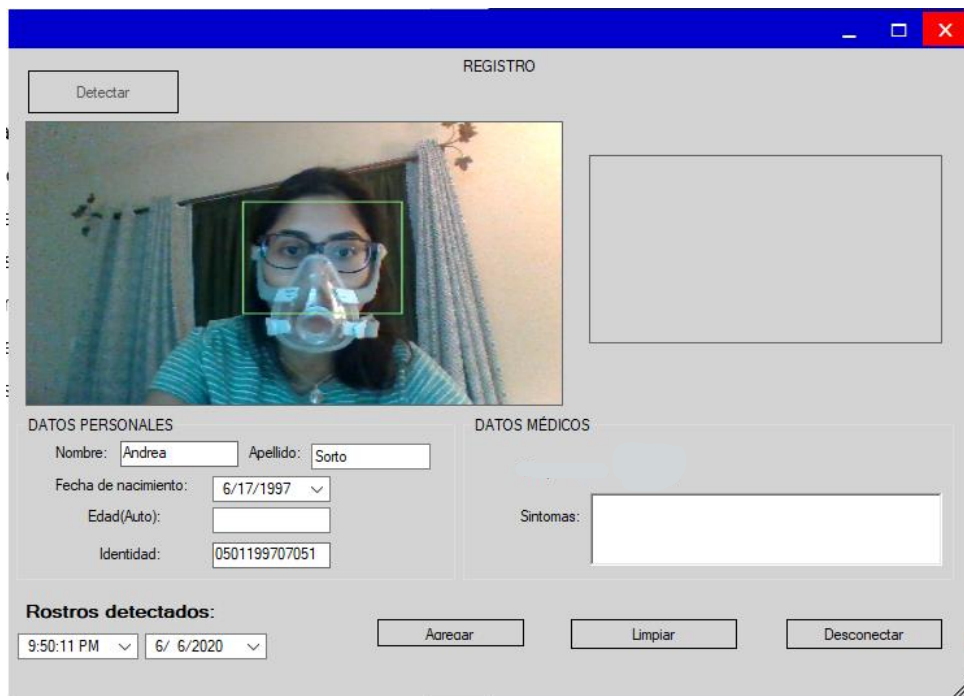 REGISTRO
Detectar
DATOS PERSONALES
Nombre: Andrea Apellido: Sorto
Fecha de nacimiento: 6/17/1997
Edad(Auto):
Identidad: 0501199707051
DATOS MÉDICOS
Sintomas:
Rostros detectados:
9:50:11 PM 6/ 6/2020
Agregar Limpiar Desconectar